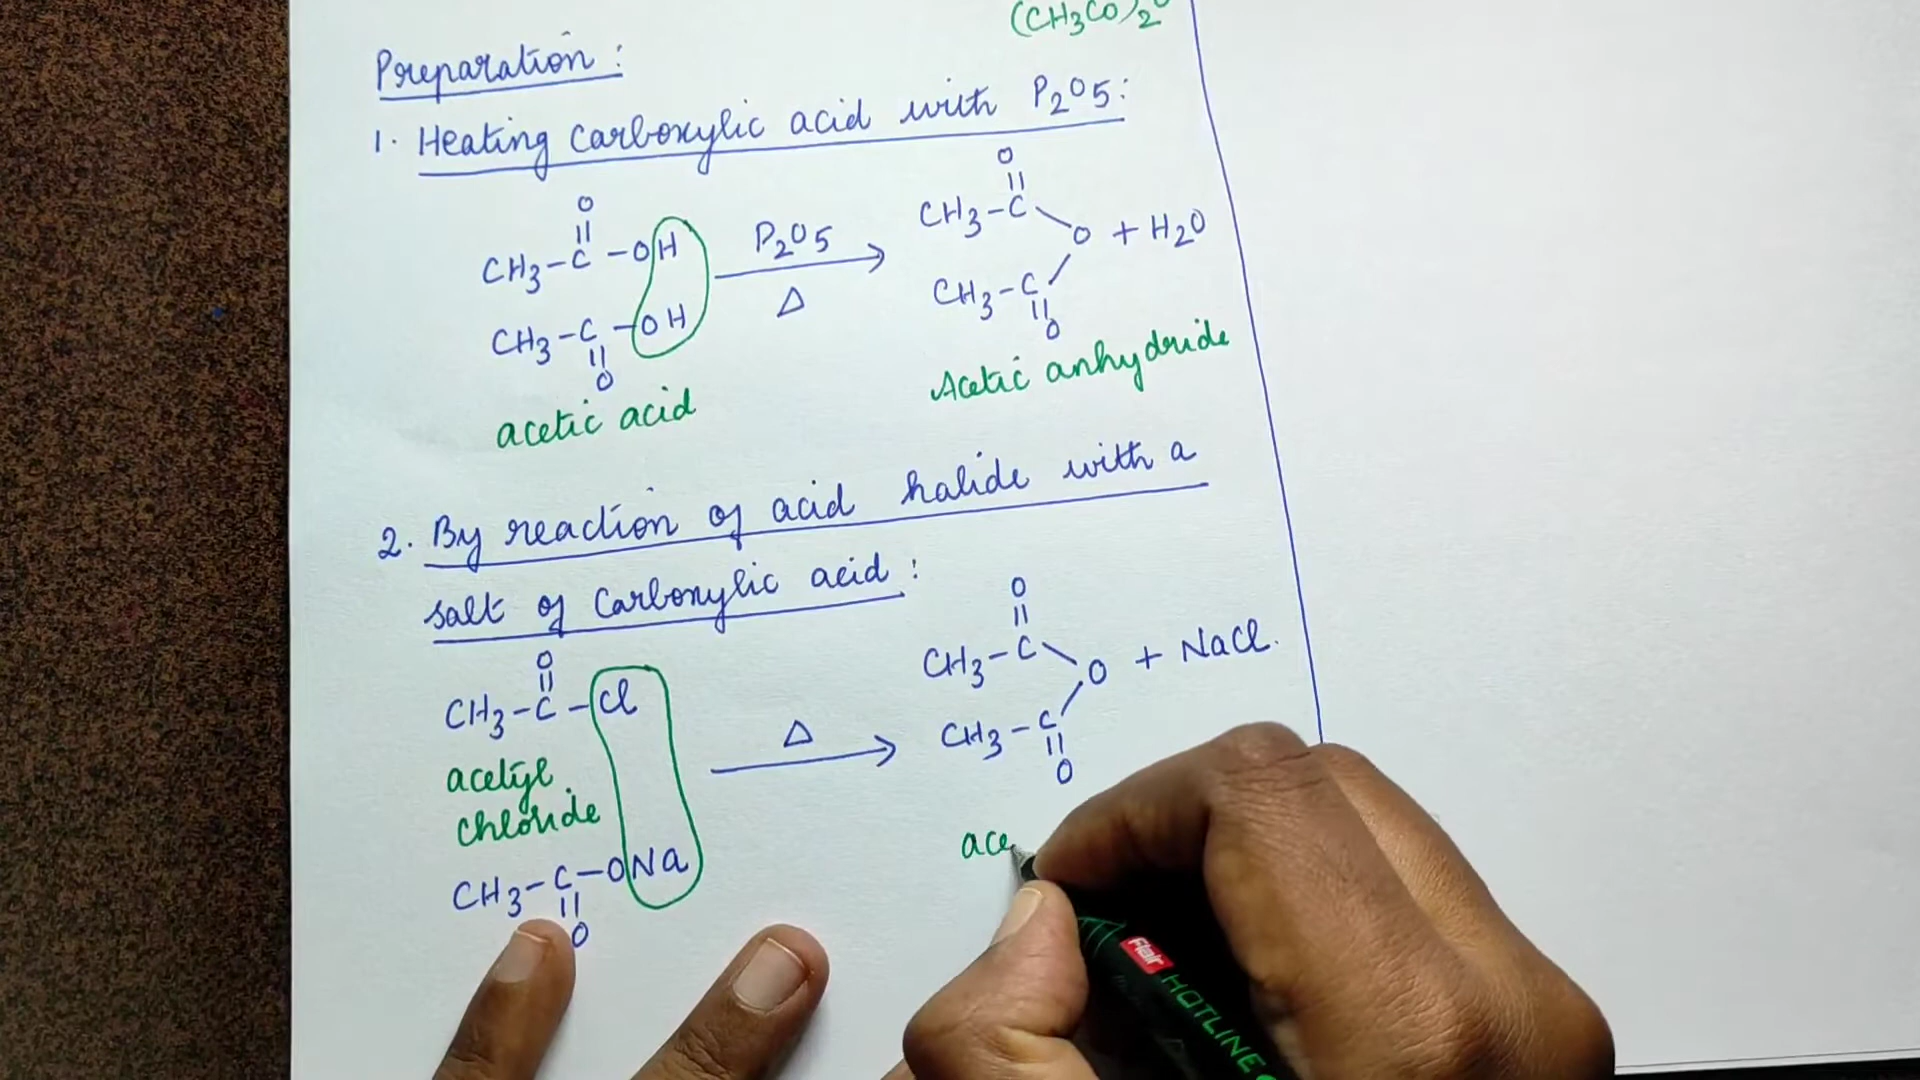 (CH3CO)2O
Preparation :
1. Heating Carboxylic acid with P2O5:
O
||
CH3-C-OH
P2O5
Δ
CH3-C-OH
||
O
O
||
CH3-C
O + H2O
CH3-C
||
O
acetic acid
Acetic anhydride
2. By reaction of acid halide with a
salt of Carboxylic acid :
O
||
CH3-C-Cl
acetyl
chloride
CH3-C-ONa
||
O
Δ
O
||
CH3-C
O + NaCl.
CH3-C
||
O
ace
Flair
HOTLINE